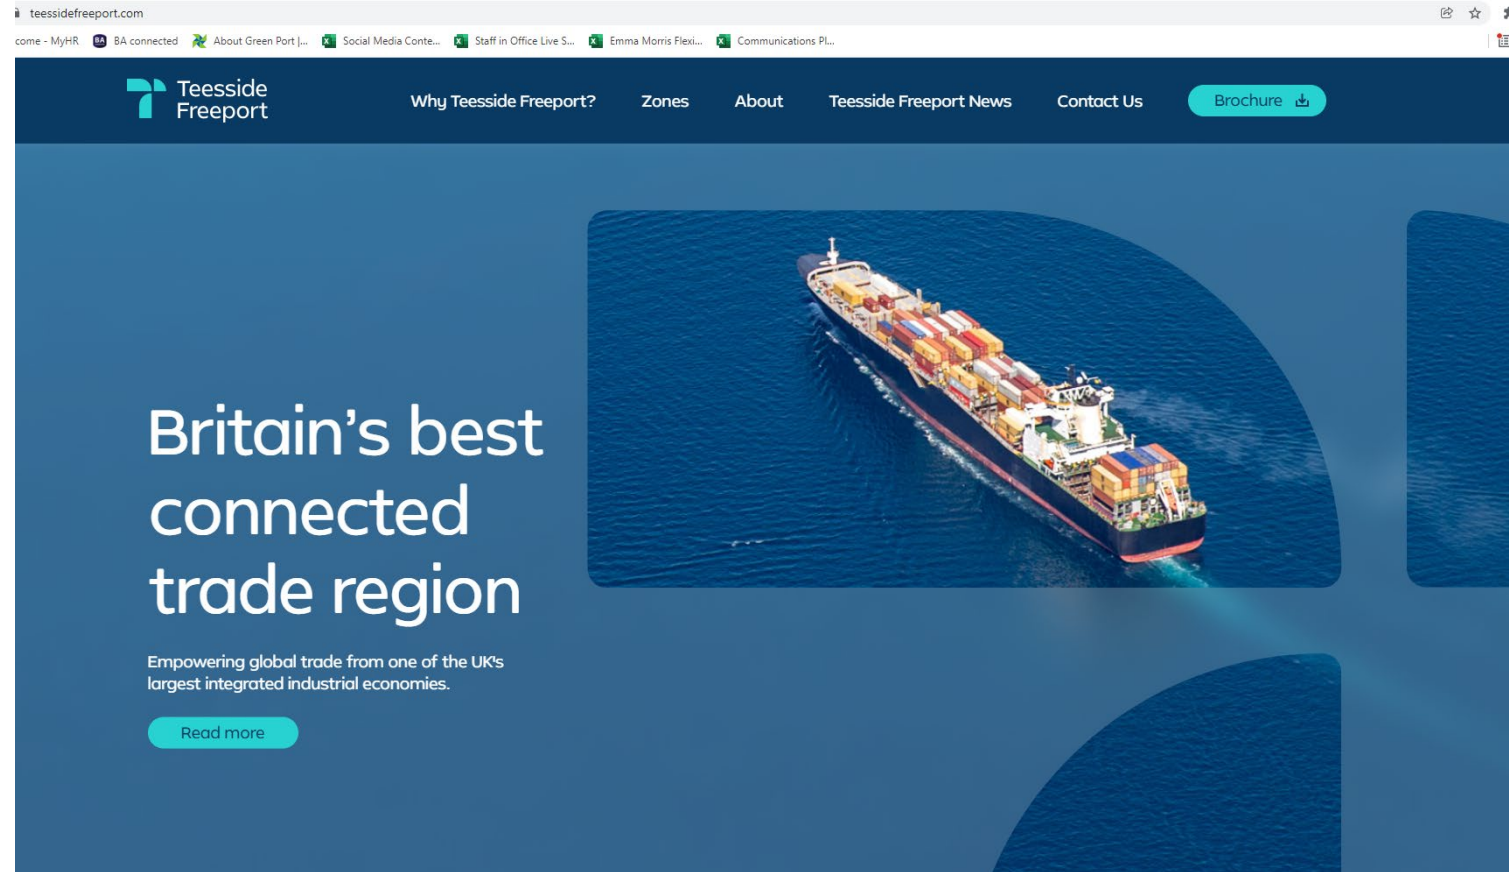 teessidefreeport.com
come - MyHR BA BA connected About Green Port |... Social Media Conte... Staff in Office Live S... Emma Morris Flexi... Communications Pl...
Teesside
Freeport
Why Teesside Freeport? Zones About Teesside Freeport News Contact Us Brochure
Britain's best
connected
trade region
Empowering global trade from one of the UK's
largest integrated industrial economies.
Read more